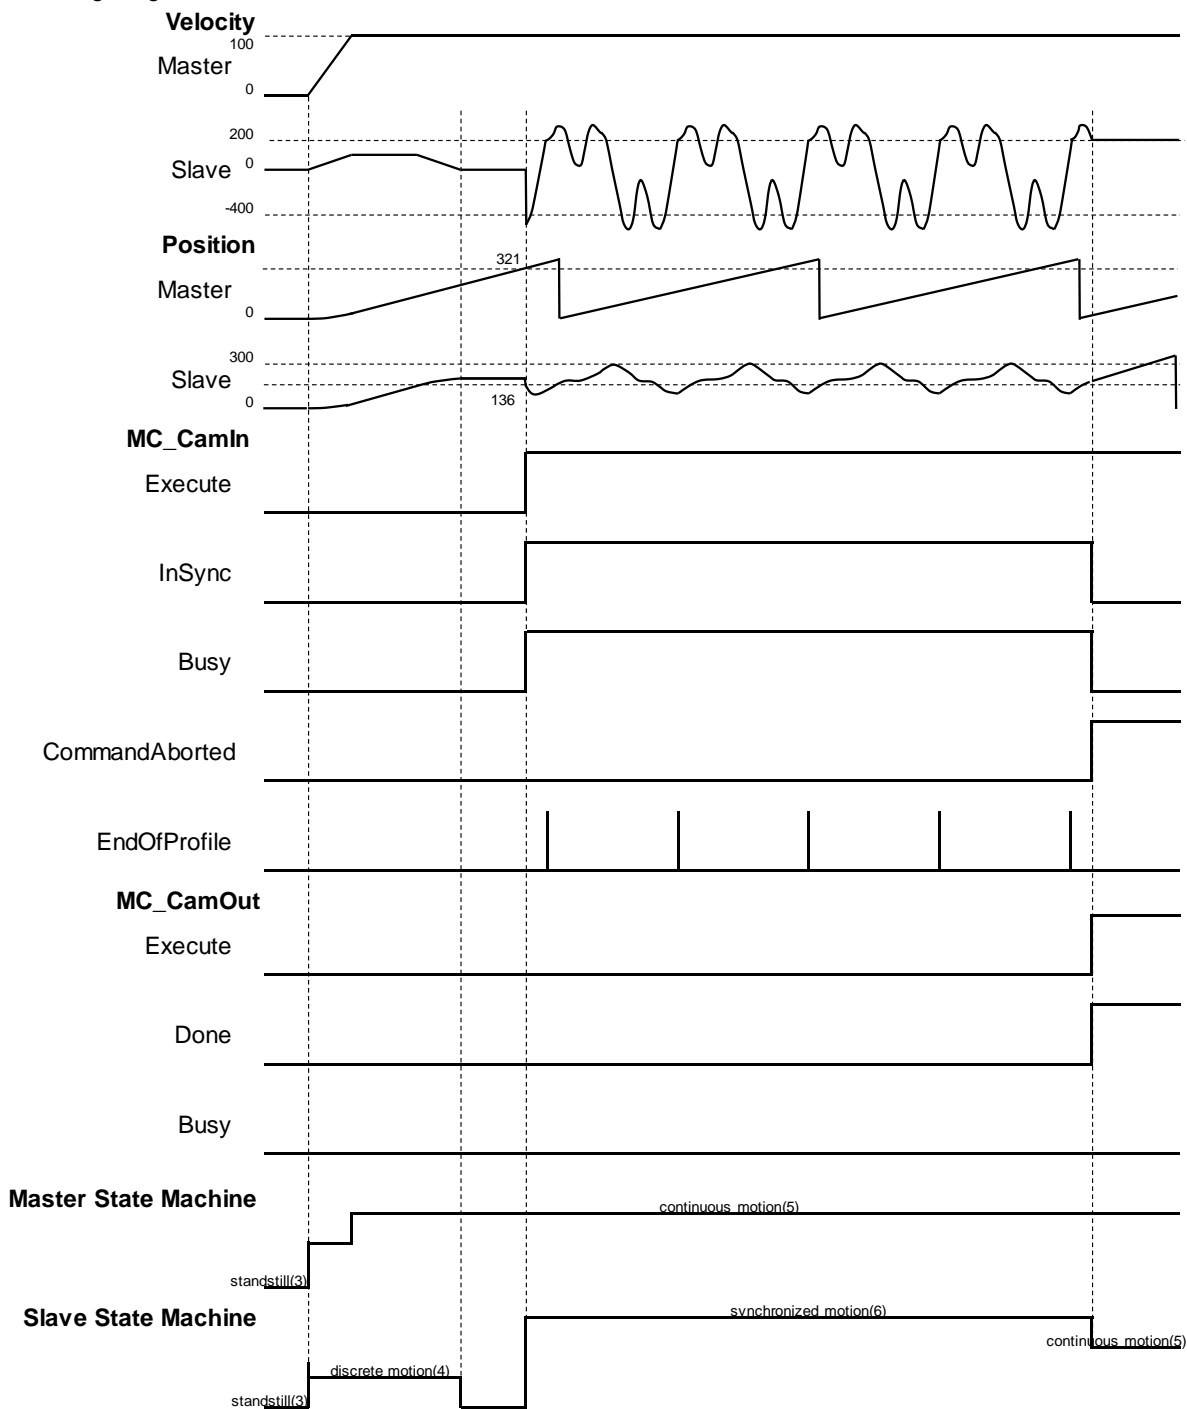 Velocity
100
Master
0
200
Slave
0
-400
Position
321
Master
0
300
Slave
0
136
MC_CamIn
Execute
InSync
Busy
CommandAborted
EndOfProfile
MC_CamOut
Execute
Done
Busy
Master State Machine
continuous motion(5)
standstill(3)
Slave State Machine
synchronized motion(6)
continuous motion(5)
discrete motion(4)
standstill(3)